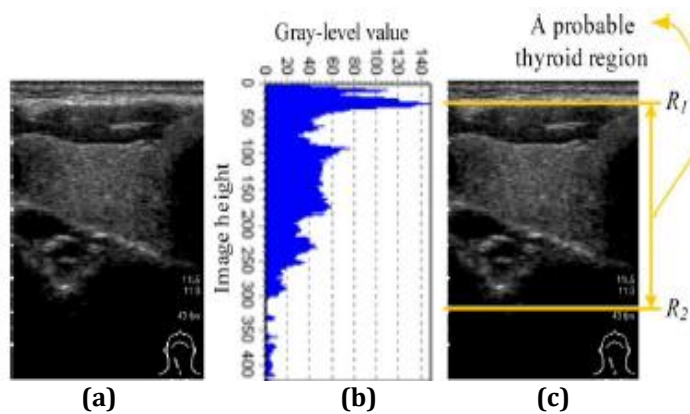 Gray-level value
0 20 40 60 80 100 120 140
A probable
thyroid region
0
50
100
150
200
250
300
350
400
Image height
R1
R2
(a)
(b)
(c)